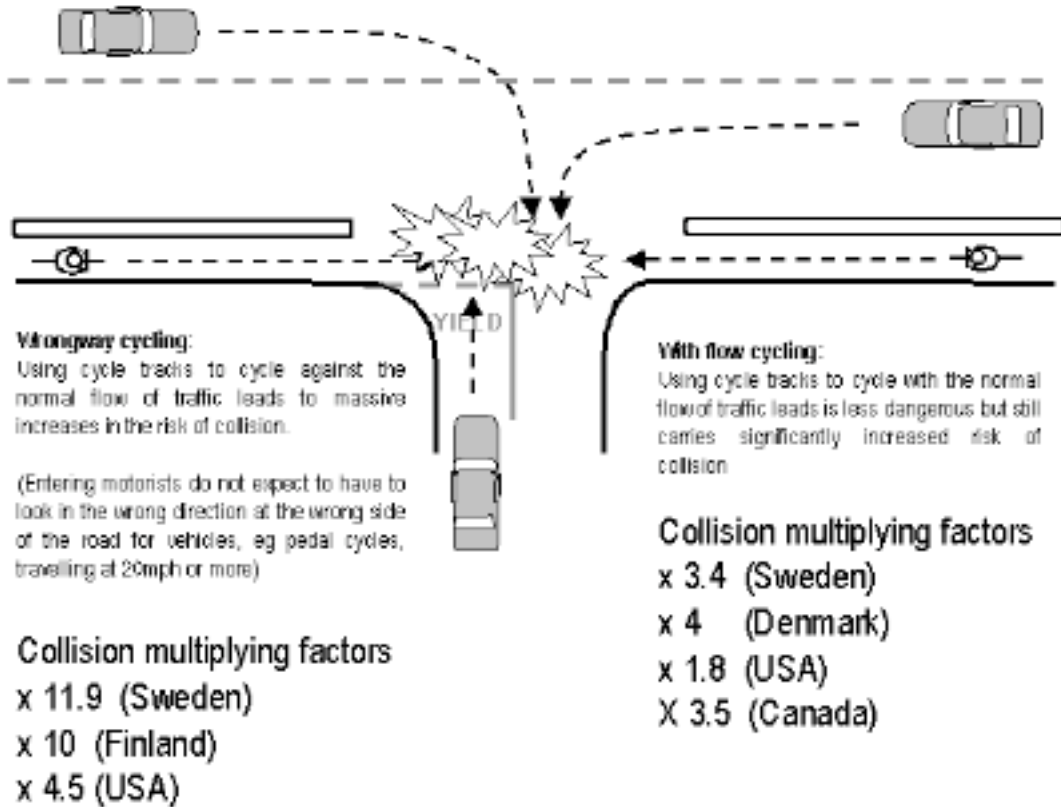 YIELD
Wrongway cycling:
Using cycle tracks to cycle against the
normal flow of traffic leads to massive
increases in the risk of collision.
(Entering motorists do not expect to have to
look in the wrong direction at the wrong side
of the road for vehicles, eg pedal cycles,
travelling at 20mph or more)
Collision multiplying factors
x 11.9 (Sweden)
x 10 (Finland)
x 4.5 (USA)
With flow cycling:
Using cycle tracks to cycle with the normal
flow of traffic leads is less dangerous but still
carries significantly increased risk of
collision
Collision multiplying factors
x 3.4 (Sweden)
x 4 (Denmark)
x 1.8 (USA)
X 3.5 (Canada)